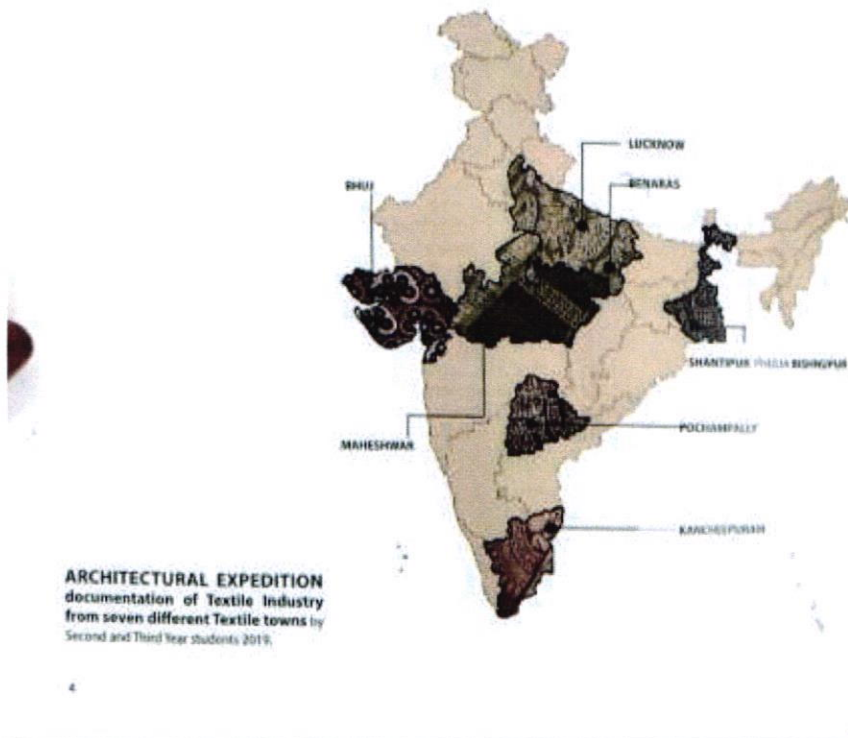 LUCKNOW
BHUJ
BENARAS
SHANTIPUR PHULIA BISHNUPUR
MAHESHWAR
POCHAMPALLY
KANCHEEPURAM
ARCHITECTURAL EXPEDITION
documentation of Textile Industry
from seven different Textile towns by
Second and Third Year students 2019.
4